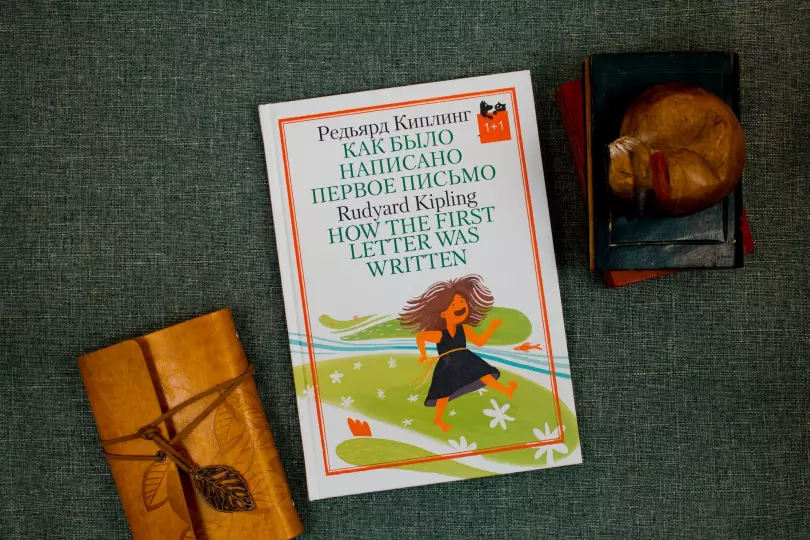 Редьярд Киплинг
1+1
КАК БЫЛО
НАПИСАНО
ПЕРВОЕ ПИСЬМО
Rudyard Kipling
HOW THE FIRST
LETTER WAS
WRITTEN